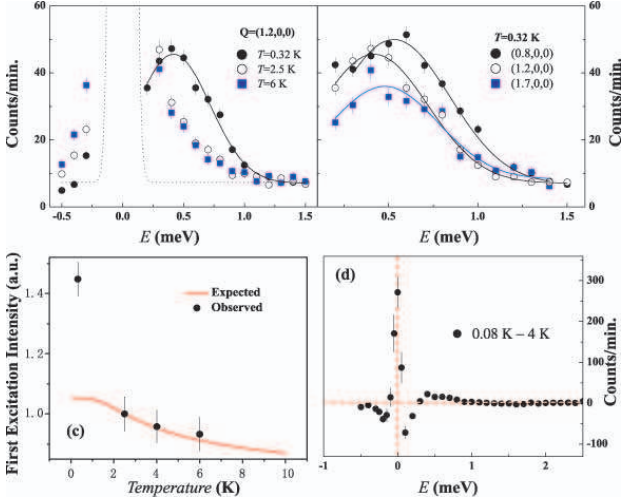 Q=(1.2,0,0)
T=0.32 K
T=2.5 K
T=6 K
Counts/min.
60
40
20
0
-0.5 0.0 0.5 1.0 1.5
E (meV)
T=0.32 K
(0.8,0,0)
(1.2,0,0)
(1.7,0,0)
60
40
20
0
Counts/min.
0.5 1.0 1.5
E (meV)
First Excitation Intensity (a.u.)
1.4
1.2
1.0
Expected
Observed
(c)
0 2 4 6 8 10
Temperature (K)
(d)
0.08 K – 4 K
300
200
100
0
-100
Counts/min.
-1 0 1 2
E (meV)